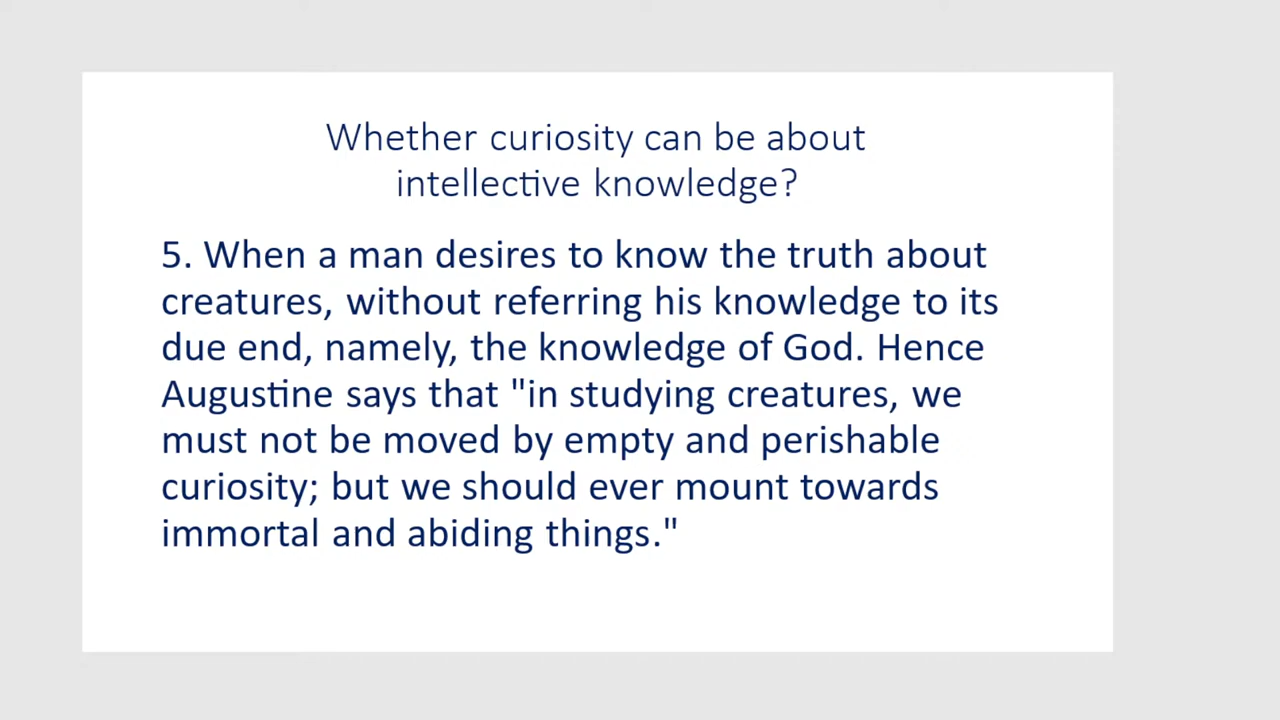 Whether curiosity can be about
intellective knowledge?
5. When a man desires to know the truth about
creatures, without referring his knowledge to its
due end, namely, the knowledge of God. Hence
Augustine says that "in studying creatures, we
must not be moved by empty and perishable
curiosity; but we should ever mount towards
immortal and abiding things."